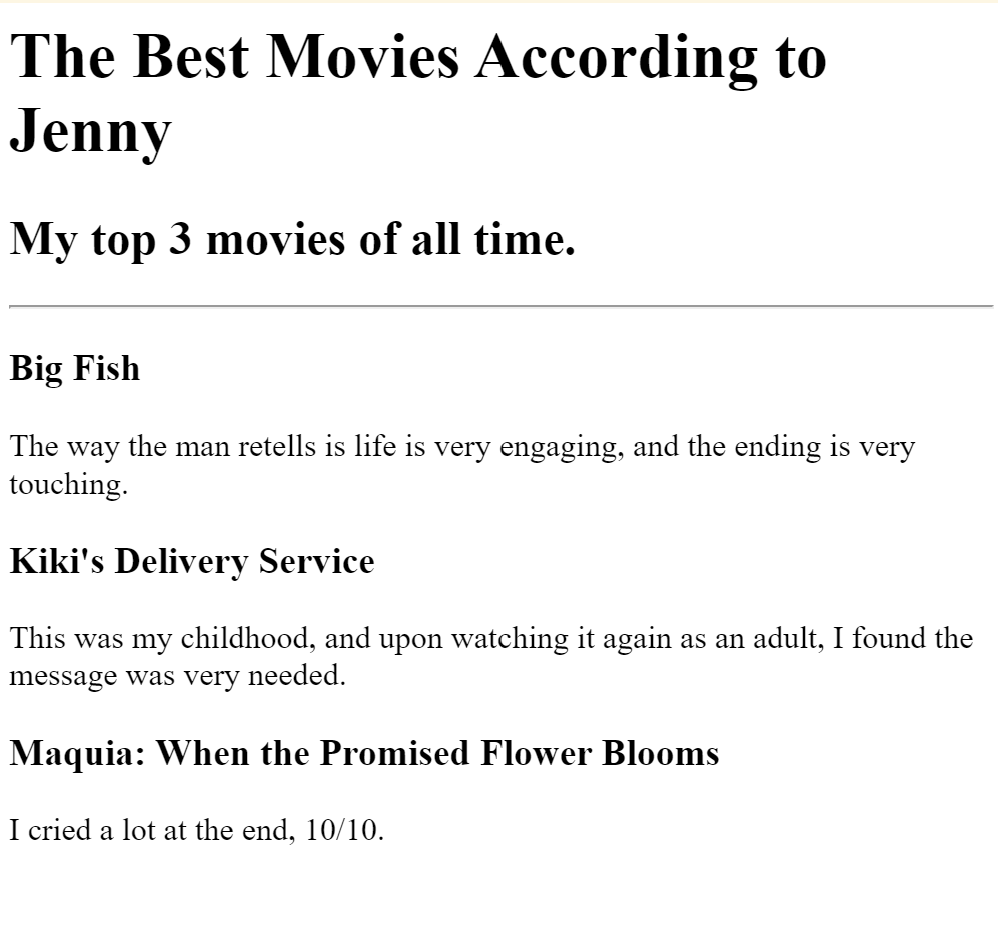 The Best Movies According to
Jenny
My top 3 movies of all time.
Big Fish
The way the man retells is life is very engaging, and the ending is very
touching.
Kiki's Delivery Service
This was my childhood, and upon watching it again as an adult, I found the
message was very needed.
Maquia: When the Promised Flower Blooms
I cried a lot at the end, 10/10.